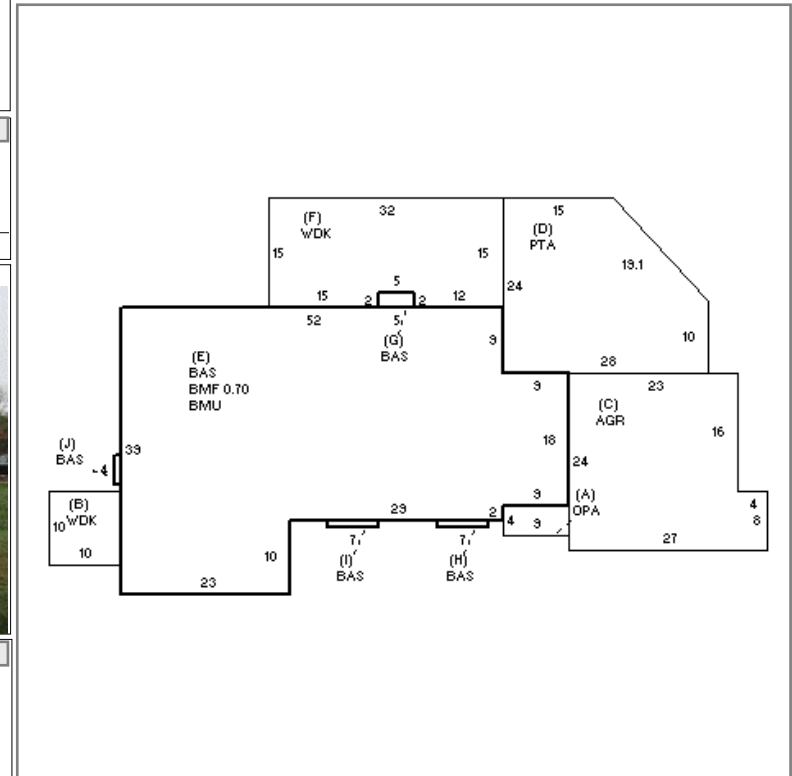 32
15
(F)
WDK
(D)
PTA
15
15
19.1
5
24
15
2
2
12
52
5
10
(G)
BAS
9
(E)
BAS
BMF 0.70
BMU
28
9
23
(C)
AGR
16
18
39
(J)
BAS
4
24
(B)
WDK
10
10
29
2
9
(A)
OPA
4
9
4
8
27
7
(I)
BAS
7
(H)
BAS
10
23